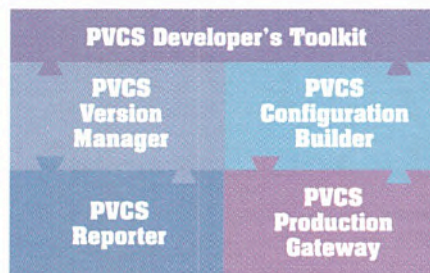 PVCS Developer's Toolkit
PVCS
Version
Manager
PVCS
Configuration
Builder
PVCS
Reporter
PVCS
Production
Gateway